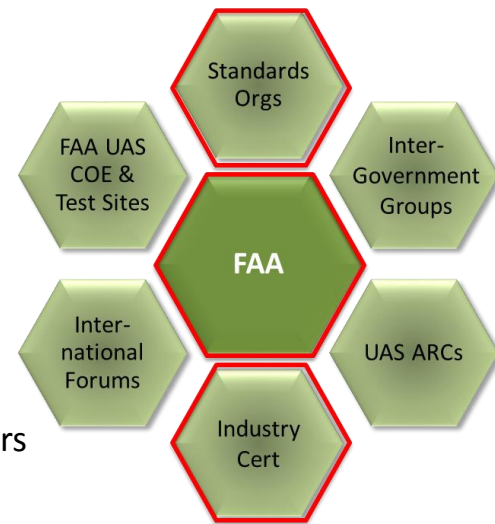 Standards
Orgs
FAA UAS
COE &
Test Sites
Inter-
Government
Groups
FAA
Inter-
national
Forums
UAS ARCs
Industry
Cert
rs